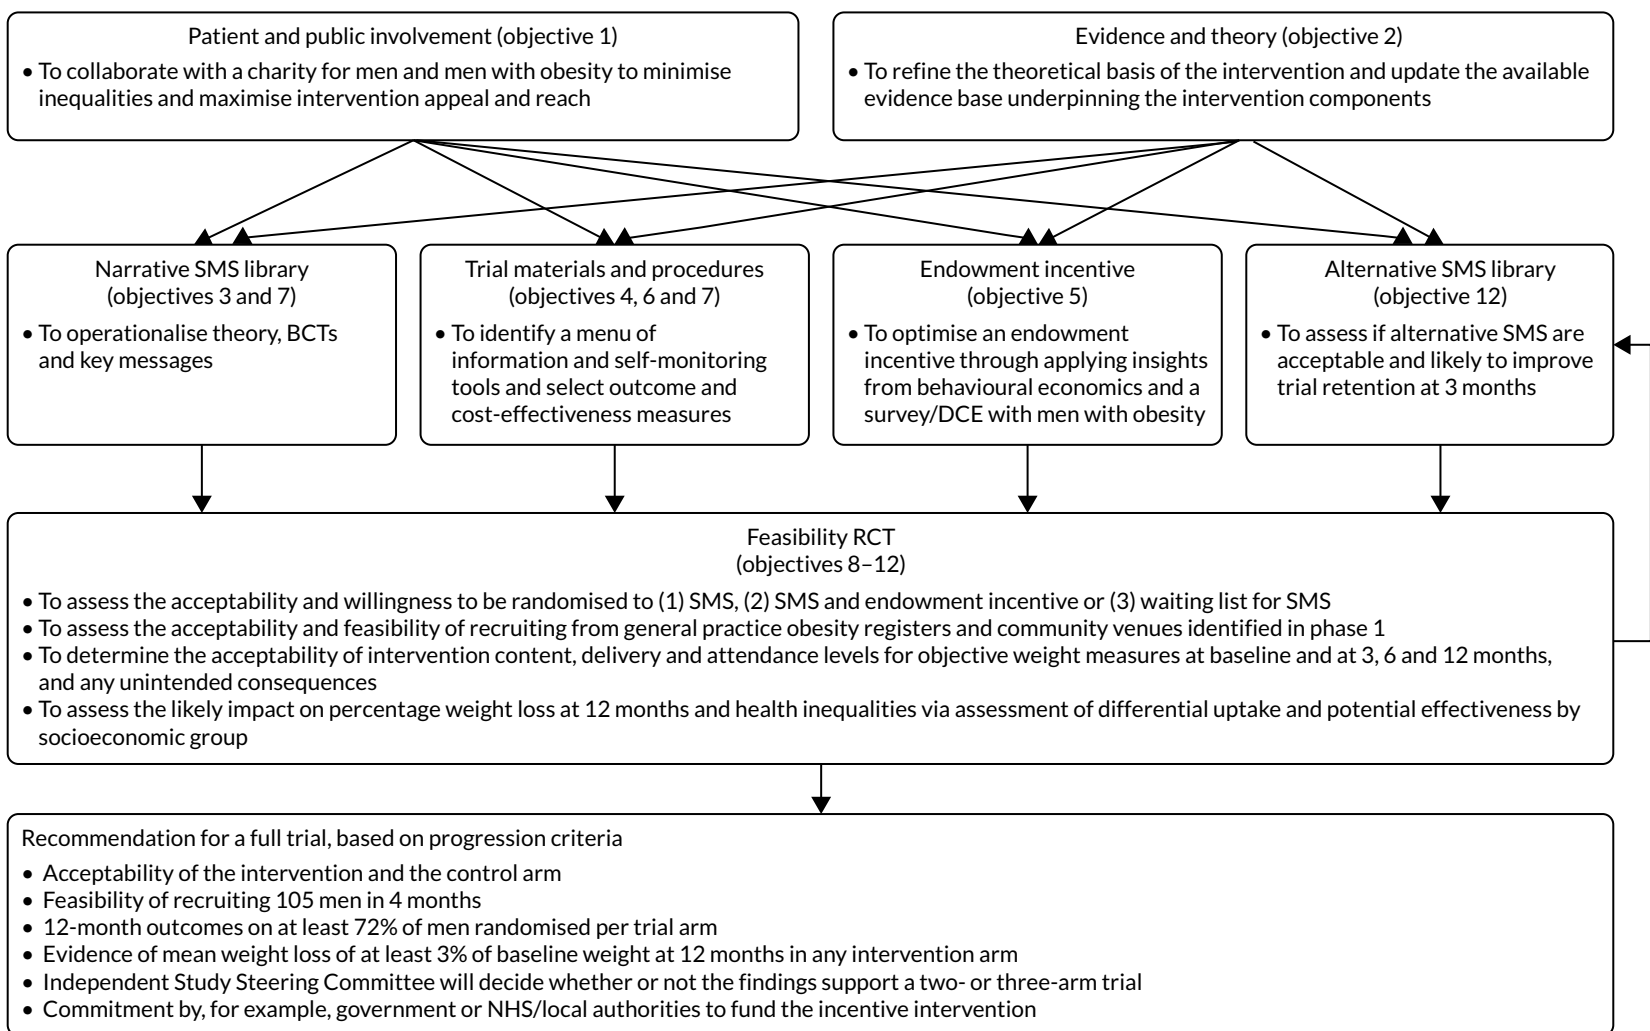 Patient and public involvement (objective 1)
• To collaborate with a charity for men and men with obesity to minimise
inequalities and maximise intervention appeal and reach
Evidence and theory (objective 2)
• To refine the theoretical basis of the intervention and update the available
evidence base underpinning the intervention components
Narrative SMS library
(objectives 3 and 7)
• To operationalise theory, BCTs
and key messages
Trial materials and procedures
(objectives 4, 6 and 7)
• To identify a menu of
information and self-monitoring
tools and select outcome and
cost-effectiveness measures
Endowment incentive
(objective 5)
• To optimise an endowment
incentive through applying insights
from behavioural economics and a
survey/DCE with men with obesity
Alternative SMS library
(objective 12)
• To assess if alternative SMS are
acceptable and likely to improve
trial retention at 3 months
Feasibility RCT
(objectives 8–12)
• To assess the acceptability and willingness to be randomised to (1) SMS, (2) SMS and endowment incentive or (3) waiting list for SMS
• To assess the acceptability and feasibility of recruiting from general practice obesity registers and community venues identified in phase 1
• To determine the acceptability of intervention content, delivery and attendance levels for objective weight measures at baseline and at 3, 6 and 12 months,
and any unintended consequences
• To assess the likely impact on percentage weight loss at 12 months and health inequalities via assessment of differential uptake and potential effectiveness by
socioeconomic group
Recommendation for a full trial, based on progression criteria
• Acceptability of the intervention and the control arm
• Feasibility of recruiting 105 men in 4 months
• 12-month outcomes on at least 72% of men randomised per trial arm
• Evidence of mean weight loss of at least 3% of baseline weight at 12 months in any intervention arm
• Independent Study Steering Committee will decide whether or not the findings support a two- or three-arm trial
• Commitment by, for example, government or NHS/local authorities to fund the incentive intervention